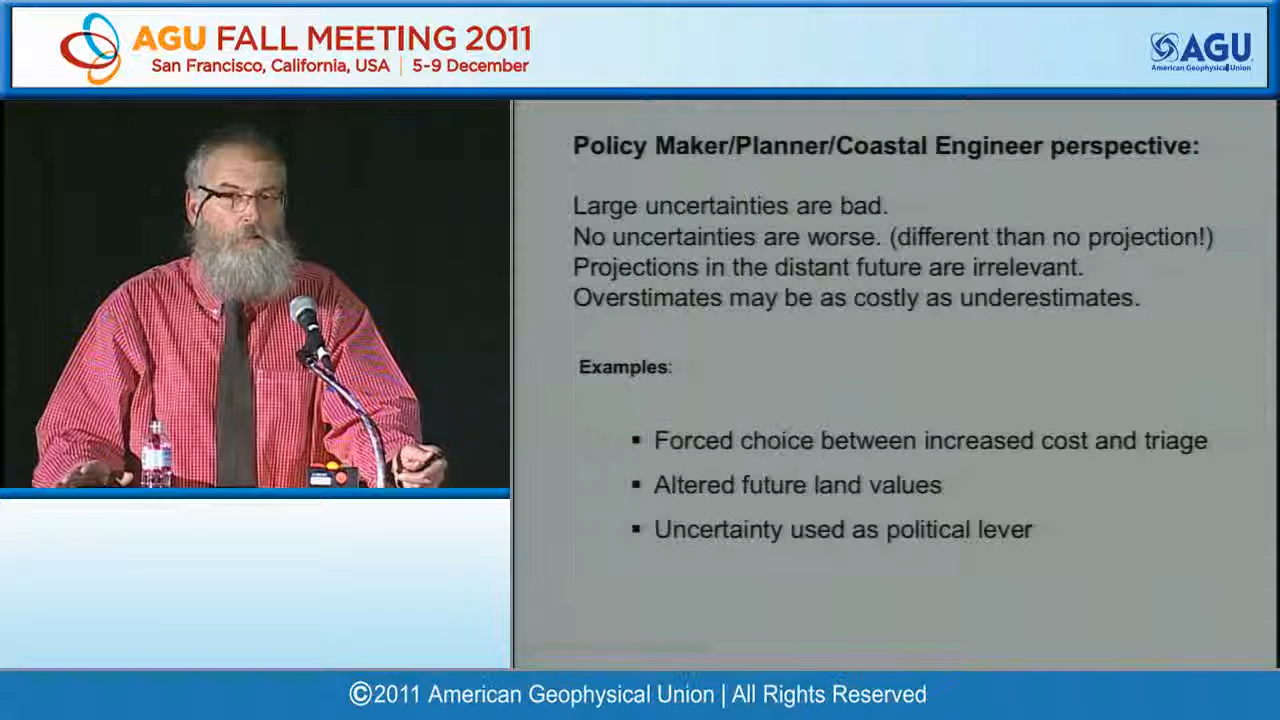 AGU FALL MEETING 2011
San Francisco, California, USA | 5-9 December
AGU
American Geophysical Union
Policy Maker/Planner/Coastal Engineer perspective:
Large uncertainties are bad.
No uncertainties are worse. (different than no projection!)
Projections in the distant future are irrelevant.
Overstimates may be as costly as underestimates.
Examples:
▪ Forced choice between increased cost and triage
▪ Altered future land values
▪ Uncertainty used as political lever
©2011 American Geophysical Union | All Rights Reserved